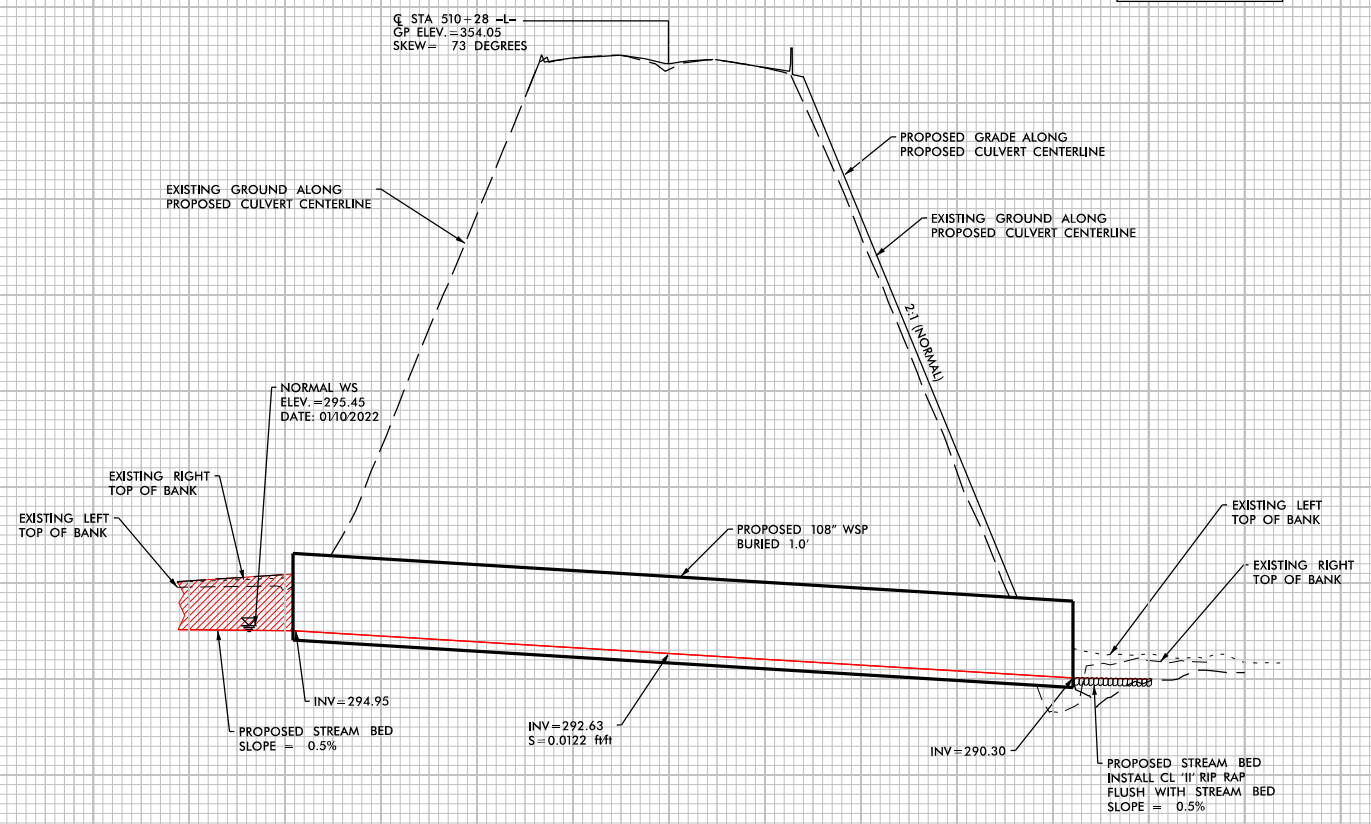 ℄ STA 510+28 -L-
GP ELEV.=354.05
SKEW= 73 DEGREES
PROPOSED GRADE ALONG
PROPOSED CULVERT CENTERLINE
EXISTING GROUND ALONG
PROPOSED CULVERT CENTERLINE
EXISTING GROUND ALONG
PROPOSED CULVERT CENTERLINE
2:1 (NORMAL)
NORMAL WS
ELEV.=295.45
DATE: 01/10/2022
EXISTING RIGHT
TOP OF BANK
EXISTING LEFT
TOP OF BANK
PROPOSED 108" WSP
BURIED 1.0'
EXISTING LEFT
TOP OF BANK
EXISTING RIGHT
TOP OF BANK
INV=294.95
PROPOSED STREAM BED
SLOPE = 0.5%
INV=292.63
S=0.0122 ft/ft
INV=290.30
PROPOSED STREAM BED
INSTALL CL 'II' RIP RAP
FLUSH WITH STREAM BED
SLOPE = 0.5%